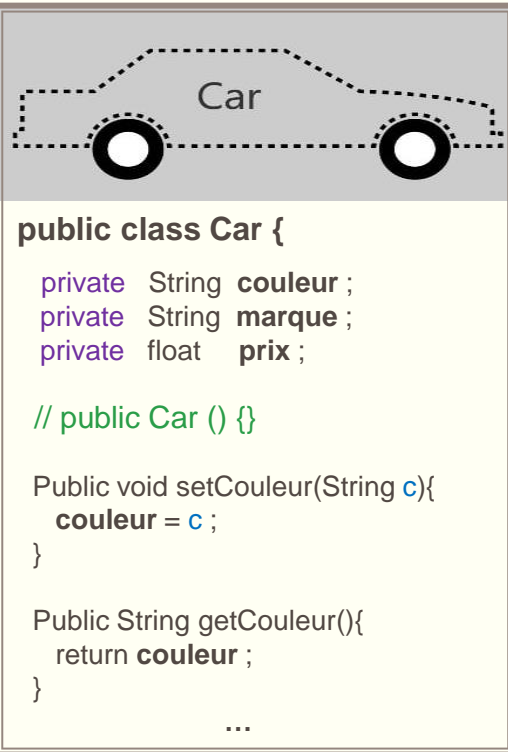 Car
public class Car {
private String couleur ;
private String marque ;
private float prix ;
// public Car () {}
Public void setCouleur(String c){
couleur = c ;
}
Public String getCouleur(){
return couleur ;
}
...